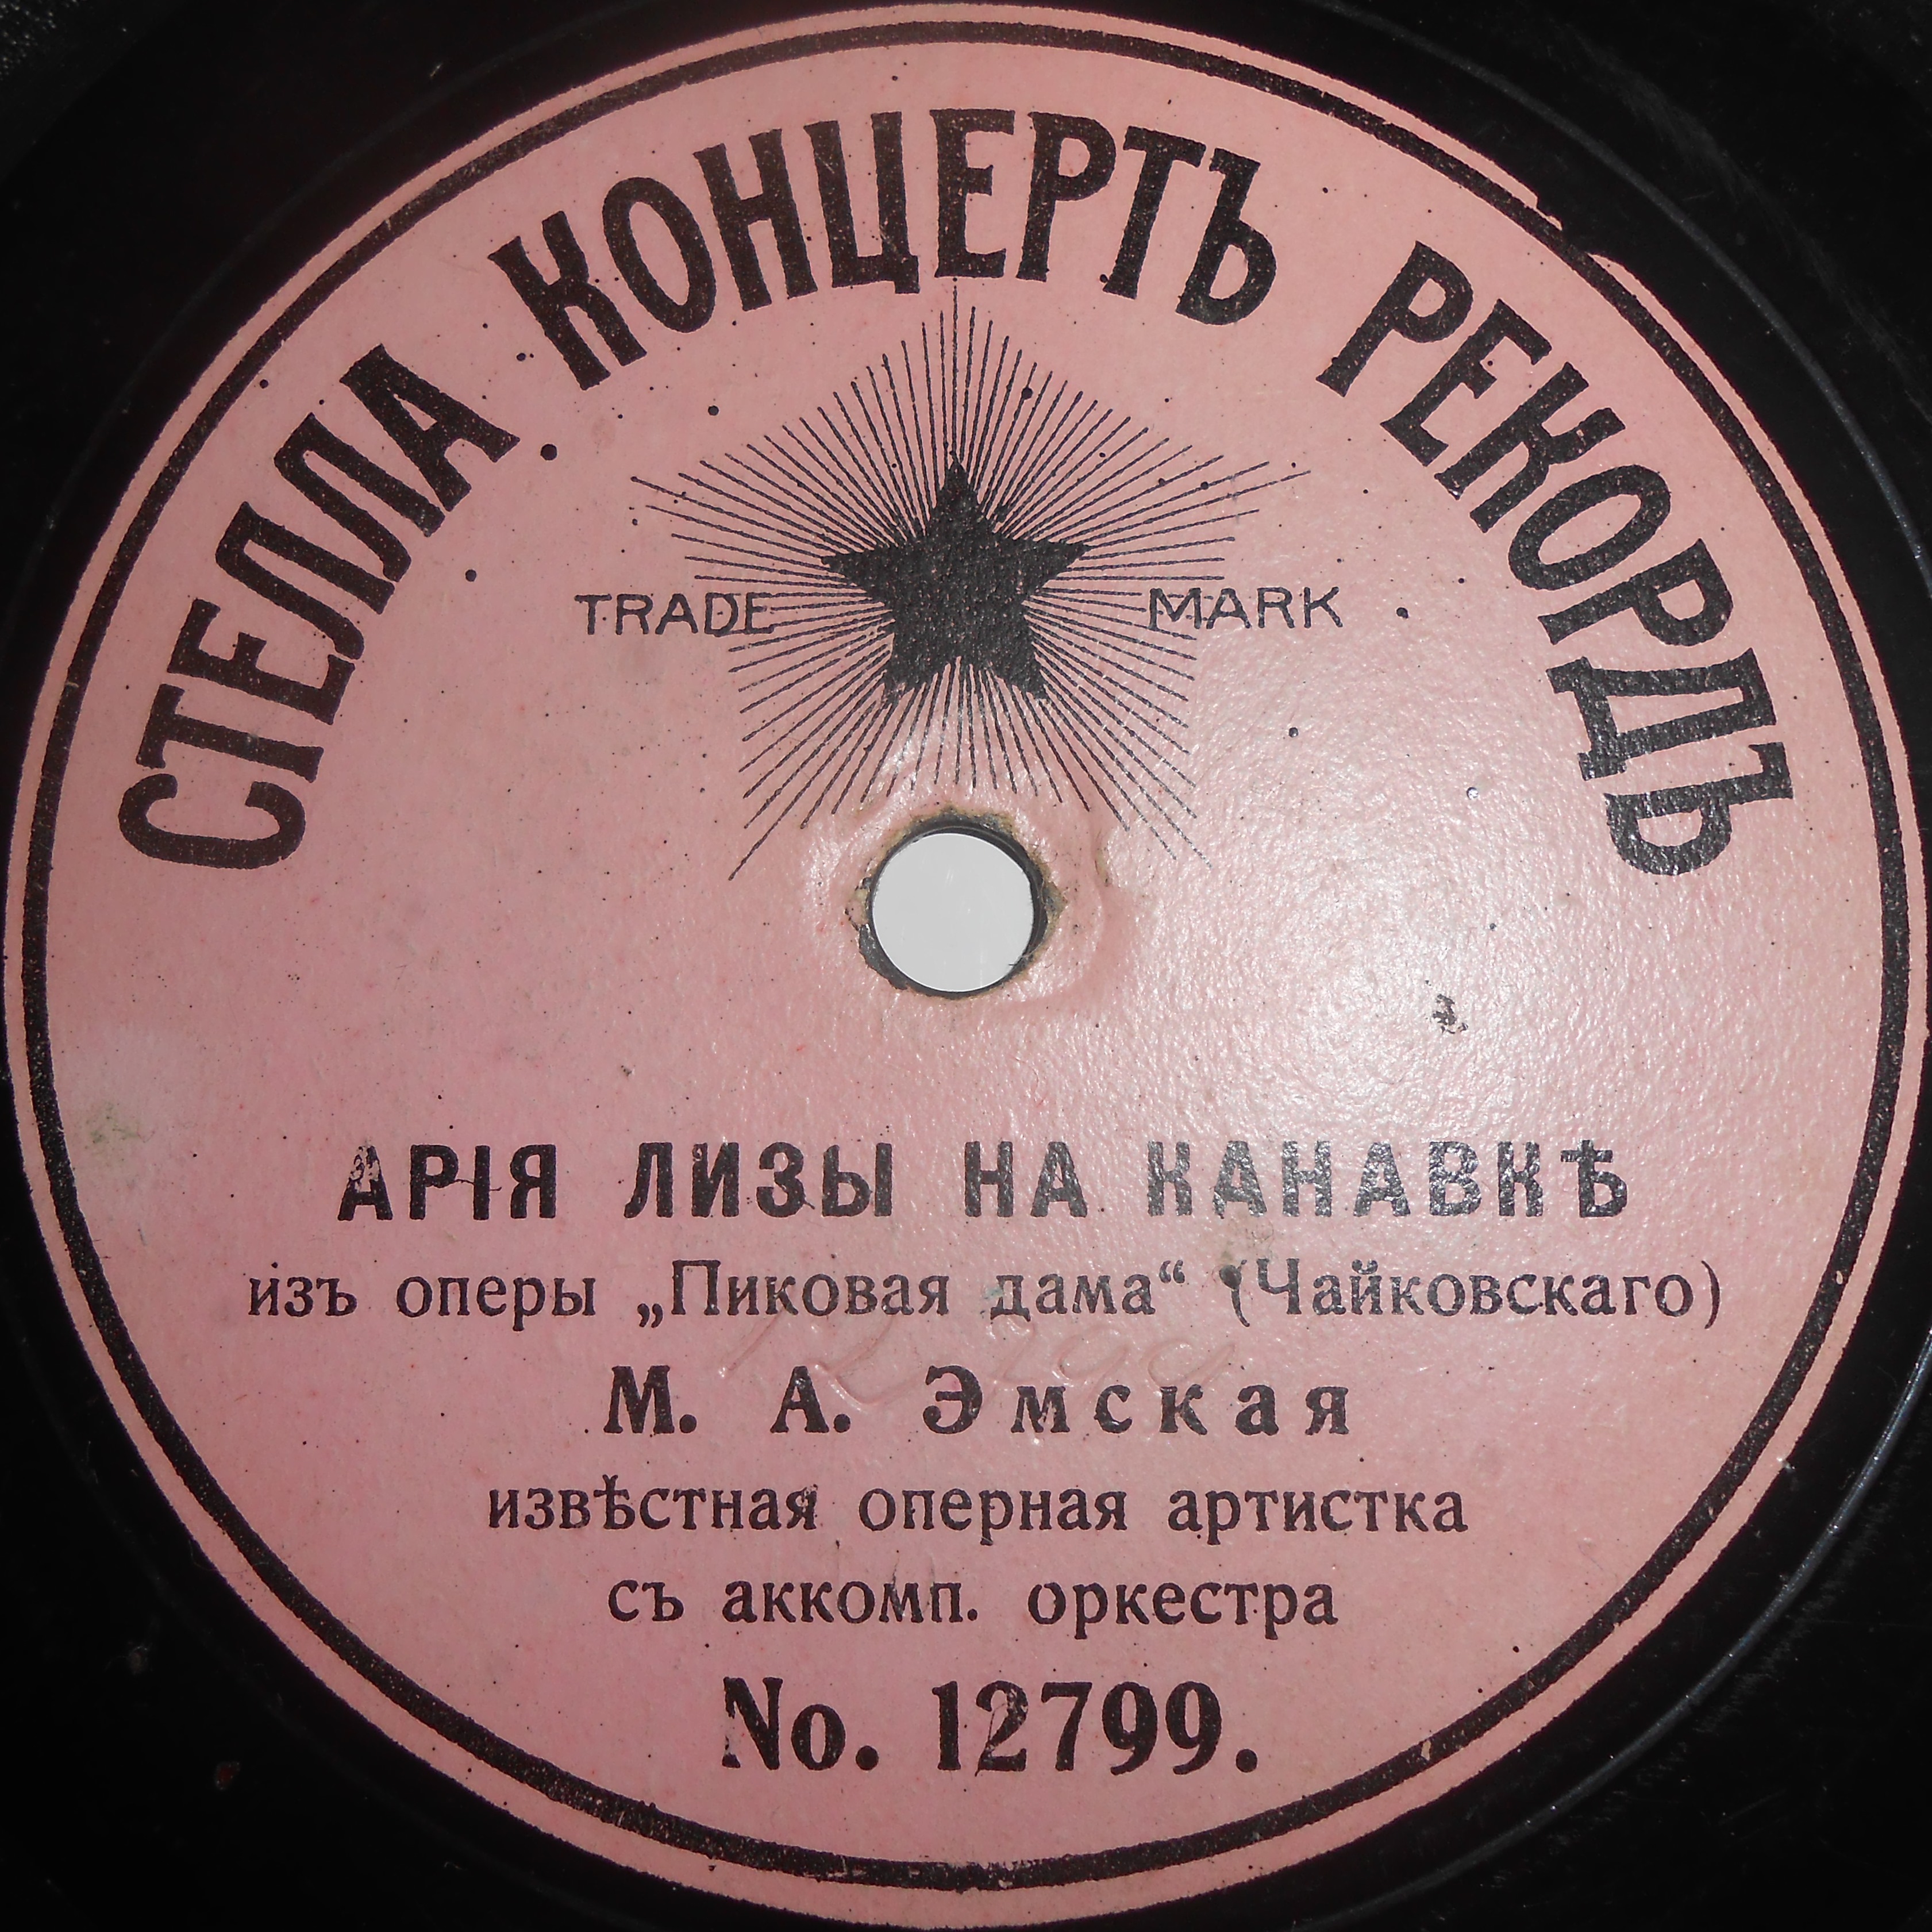 СТЕЛЛА КОНЦЕРТЪ РЕКОРДЪ
TRADE MARK
АРІЯ ЛИЗЫ НА КАНАВКѢ
изъ оперы „Пиковая дама“ (Чайковскаго)
М. А. Эмская
извѣстная оперная артистка
съ аккомп. оркестра
No. 12799.